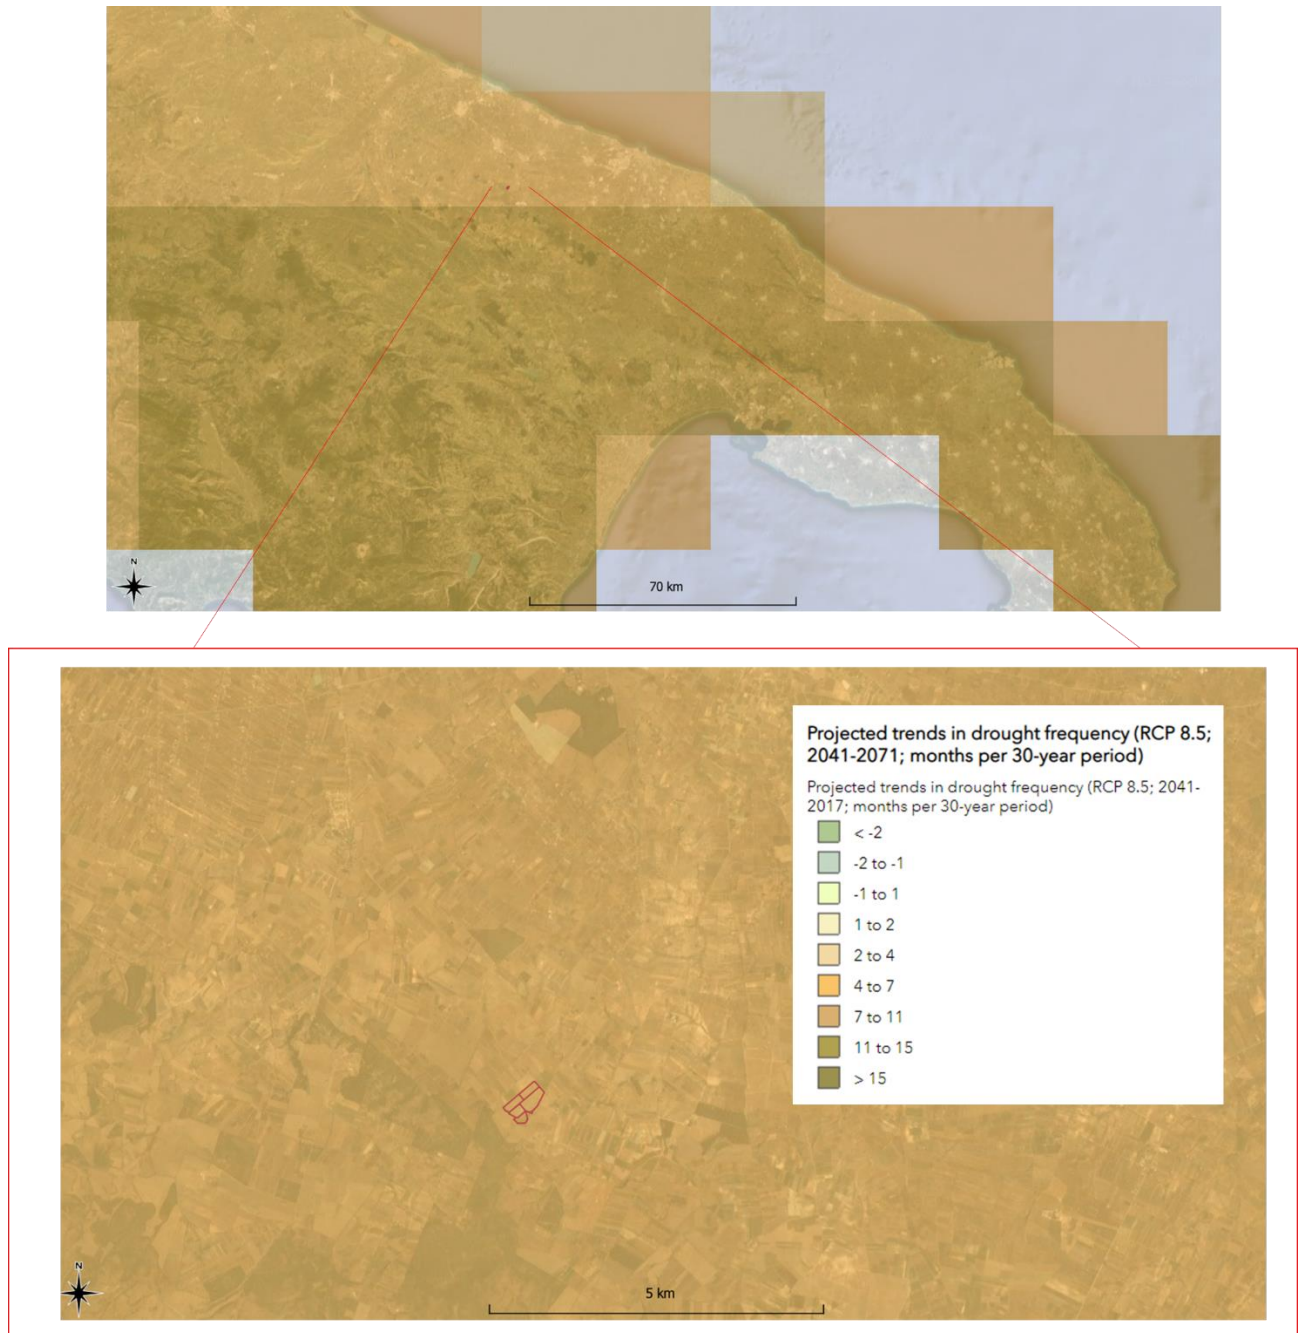 N
70 km
Projected trends in drought frequency (RCP 8.5;
2041-2071; months per 30-year period)
Projected trends in drought frequency (RCP 8.5; 2041-
2017; months per 30-year period)
< -2
-2 to -1
-1 to 1
1 to 2
2 to 4
4 to 7
7 to 11
11 to 15
> 15
N
5 km